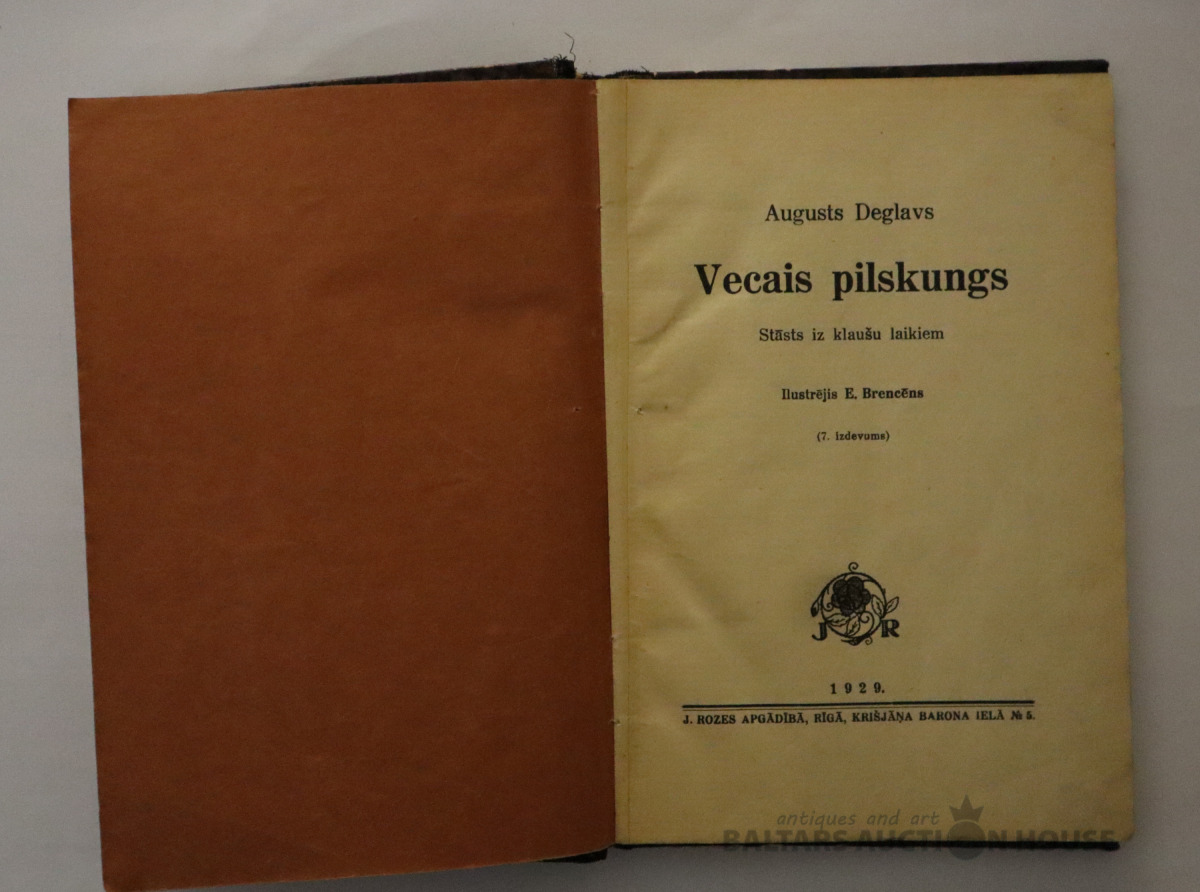 Augusts Deglavs
Vecais pilskungs
Stāsts iz klaušu laikiem
Ilustrējis E. Brencēns
(7. izdevums)
J R
1929.
J. ROZES APGĀDĪBĀ, RĪGĀ, KRIŠJĀŅA BARONA IELĀ № 5.
antiques and art
BALTARS AUCTION HOUSE